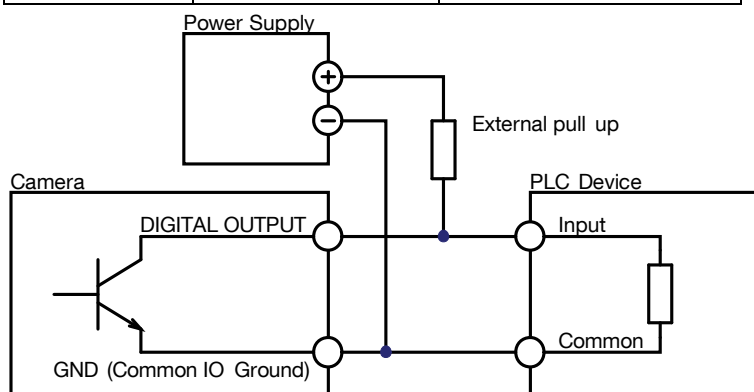 Power Supply
+
−
External pull up
Camera
PLC Device
DIGITAL OUTPUT
Input
Common
GND (Common IO Ground)